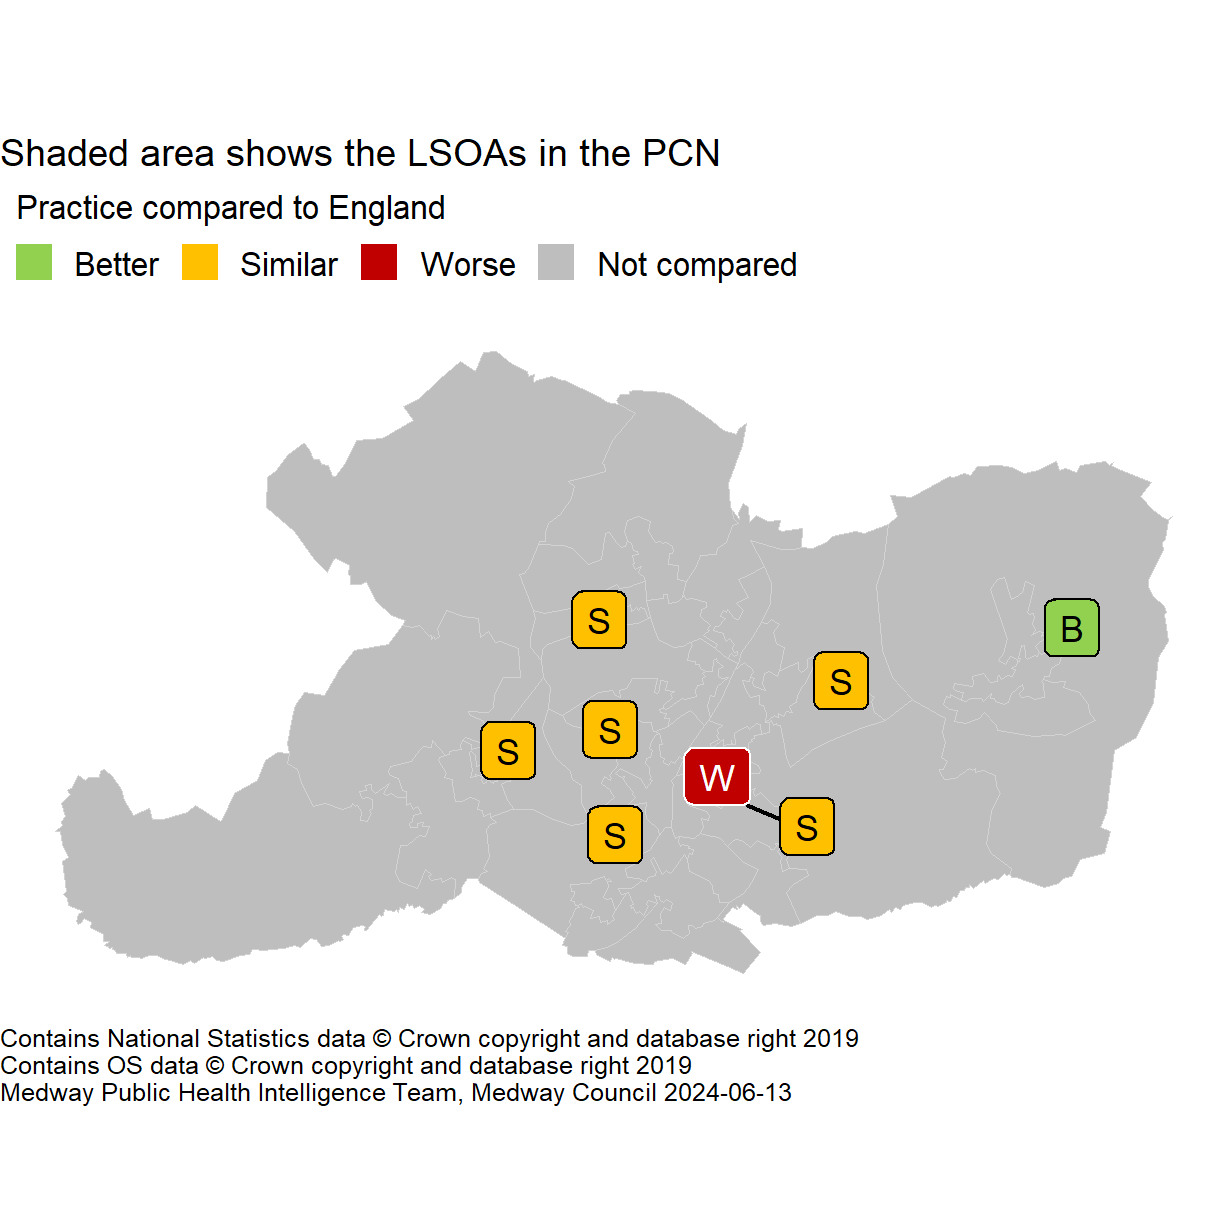 Shaded area shows the LSOAs in the PCN
Practice compared to England
Better Similar Worse Not compared
S
B
S
S
S
W
S
S
Contains National Statistics data © Crown copyright and database right 2019
Contains OS data © Crown copyright and database right 2019
Medway Public Health Intelligence Team, Medway Council 2024-06-13